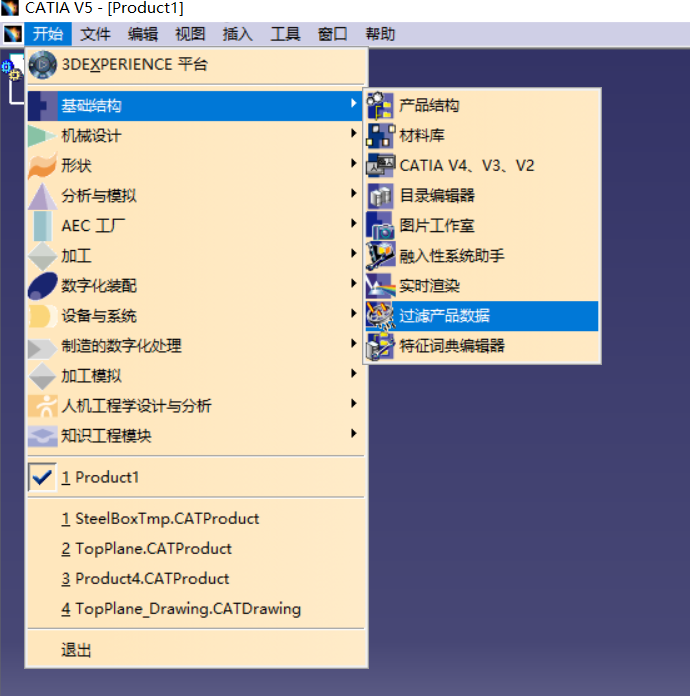 CATIA V5 - [Product1]
开始 文件 编辑 视图 插入 工具 窗口 帮助
3DEXPERIENCE 平台
基础结构
机械设计
形状
分析与模拟
AEC 工厂
加工
数字化装配
设备与系统
制造的数字化处理
加工模拟
人机工程学设计与分析
知识工程模块
1 Product1
1 SteelBoxTmp.CATProduct
2 TopPlane.CATProduct
3 Product4.CATProduct
4 TopPlane_Drawing.CATDrawing
退出
产品结构
材料库
CATIA V4、V3、V2
目录编辑器
图片工作室
融入性系统助手
实时渲染
过滤产品数据
特征词典编辑器